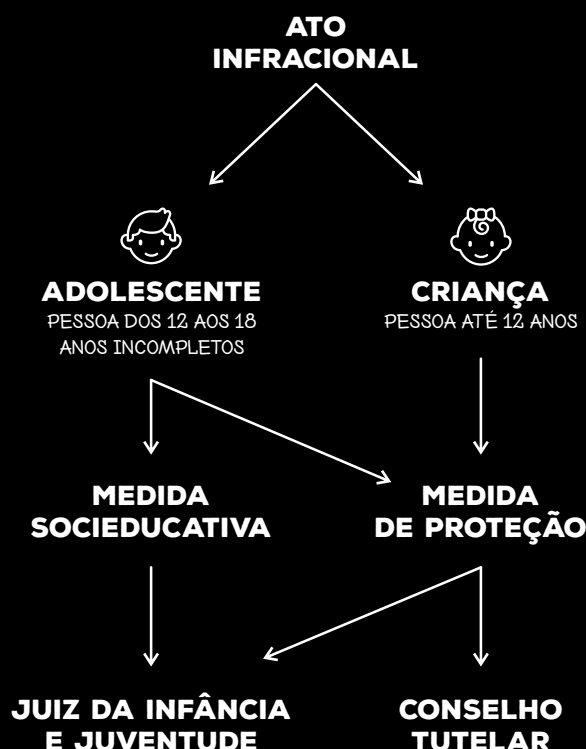 ATO
INFRACIONAL
ADOLESCENTE
PESSOA DOS 12 AOS 18
ANOS INCOMPLETOS
CRIANÇA
PESSOA ATÉ 12 ANOS
MEDIDA
SOCIEDUCATIVA
MEDIDA
DE PROTEÇÃO
JUIZ DA INFÂNCIA
E JUVENTUDE
CONSELHO
TUTELAR